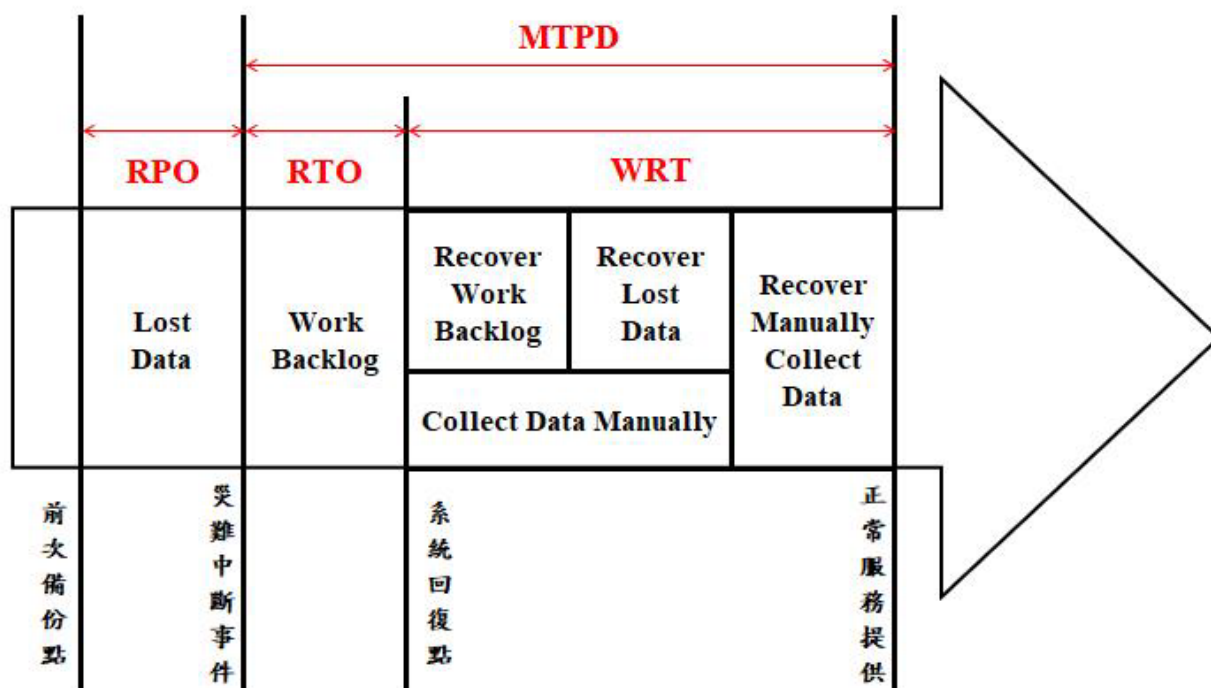 MTPD
RPO
RTO
WRT
Lost
Data
Work
Backlog
Recover
Work
Backlog
Recover
Lost
Data
Collect Data Manually
Recover
Manually
Collect
Data
前次備份點
災難中斷事件
系統回復點
正常服務提供